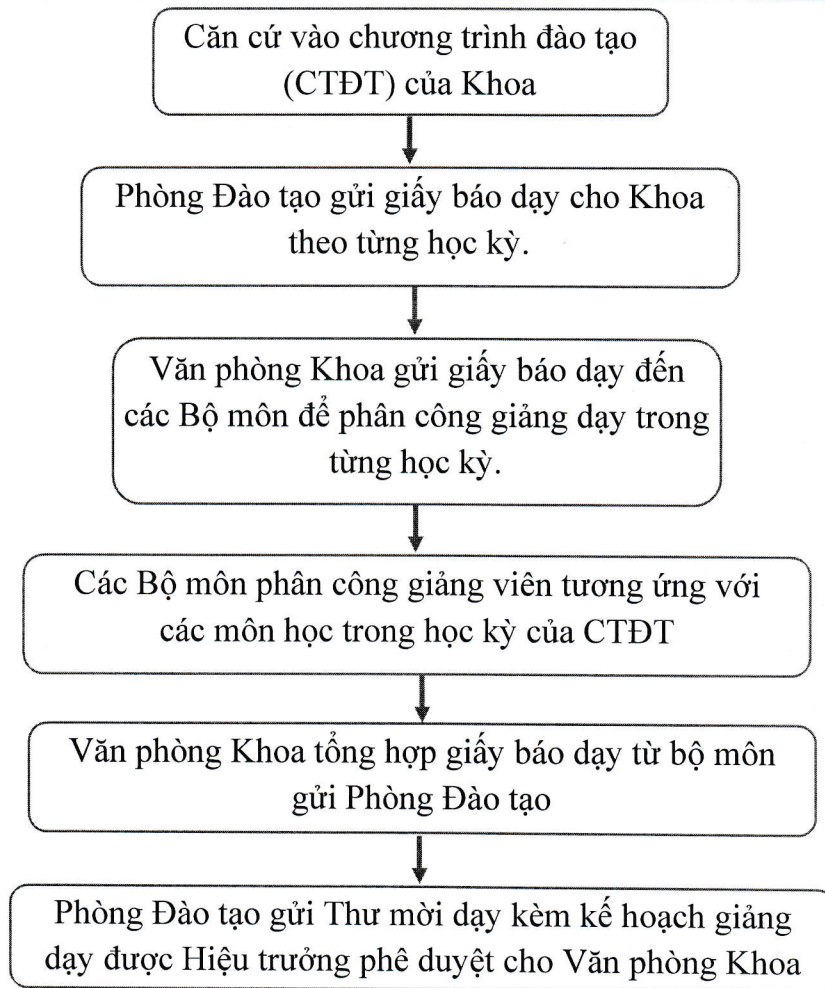 Căn cứ vào chương trình đào tạo
(CTĐT) của Khoa
Phòng Đào tạo gửi giấy báo dạy cho Khoa
theo từng học kỳ.
Văn phòng Khoa gửi giấy báo dạy đến
các Bộ môn để phân công giảng dạy trong
từng học kỳ.
Các Bộ môn phân công giảng viên tương ứng với
các môn học trong học kỳ của CTĐT
Văn phòng Khoa tổng hợp giấy báo dạy từ bộ môn
gửi Phòng Đào tạo
Phòng Đào tạo gửi Thư mời dạy kèm kế hoạch giảng
dạy được Hiệu trưởng phê duyệt cho Văn phòng Khoa